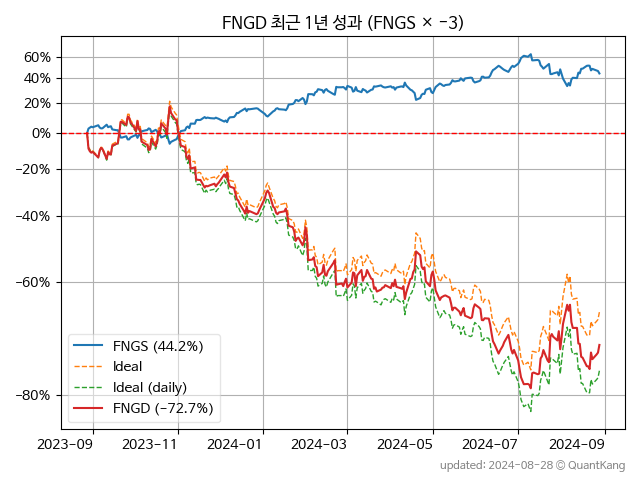 FNGD 최근 1년 성과 (FNGS × −3)
60%
40%
20%
0%
−20%
−40%
−60%
−80%
FNGS (44.2%)
Ideal
Ideal (daily)
FNGD (−72.7%)
2023-09 2023-11 2024-01 2024-03 2024-05 2024-07 2024-09
updated: 2024-08-28 © QuantKang